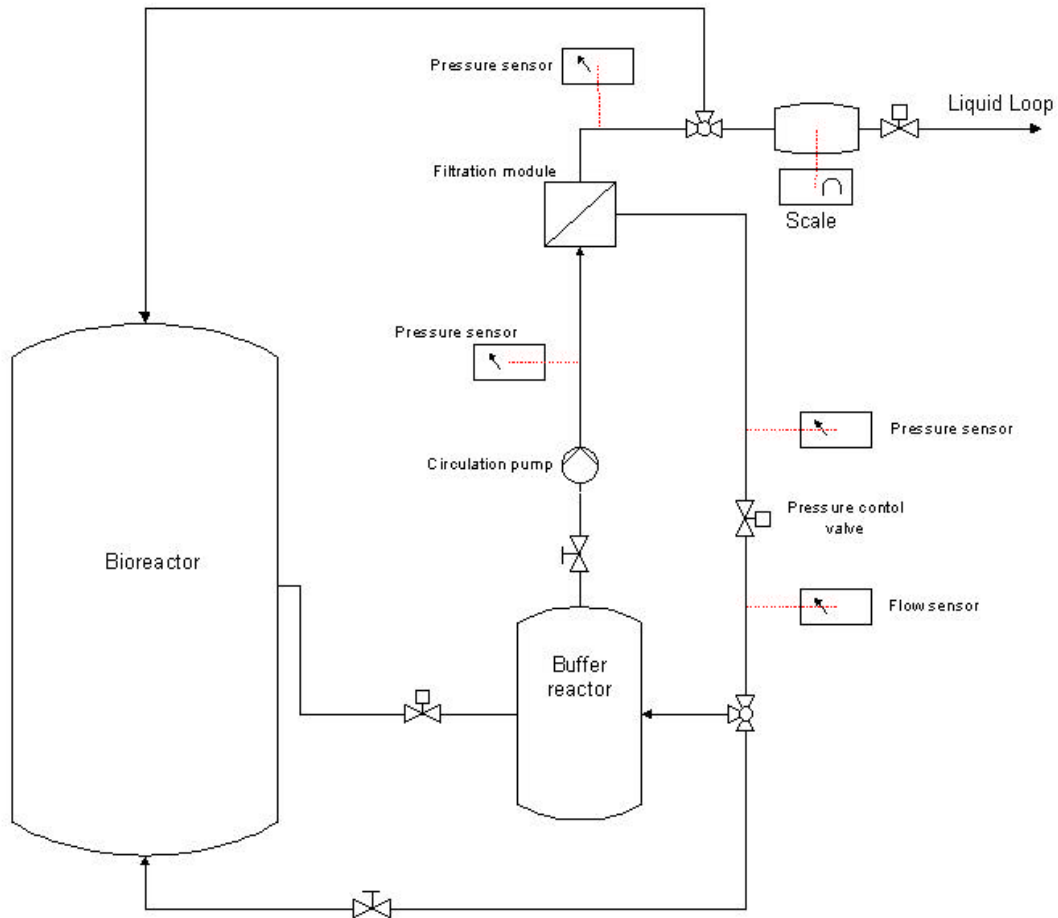 Pressure sensor
Liquid Loop
Filtration module
Scale
Pressure sensor
Pressure sensor
Circulation pump
Pressure contol
valve
Bioreactor
Flow sensor
Buffer
reactor